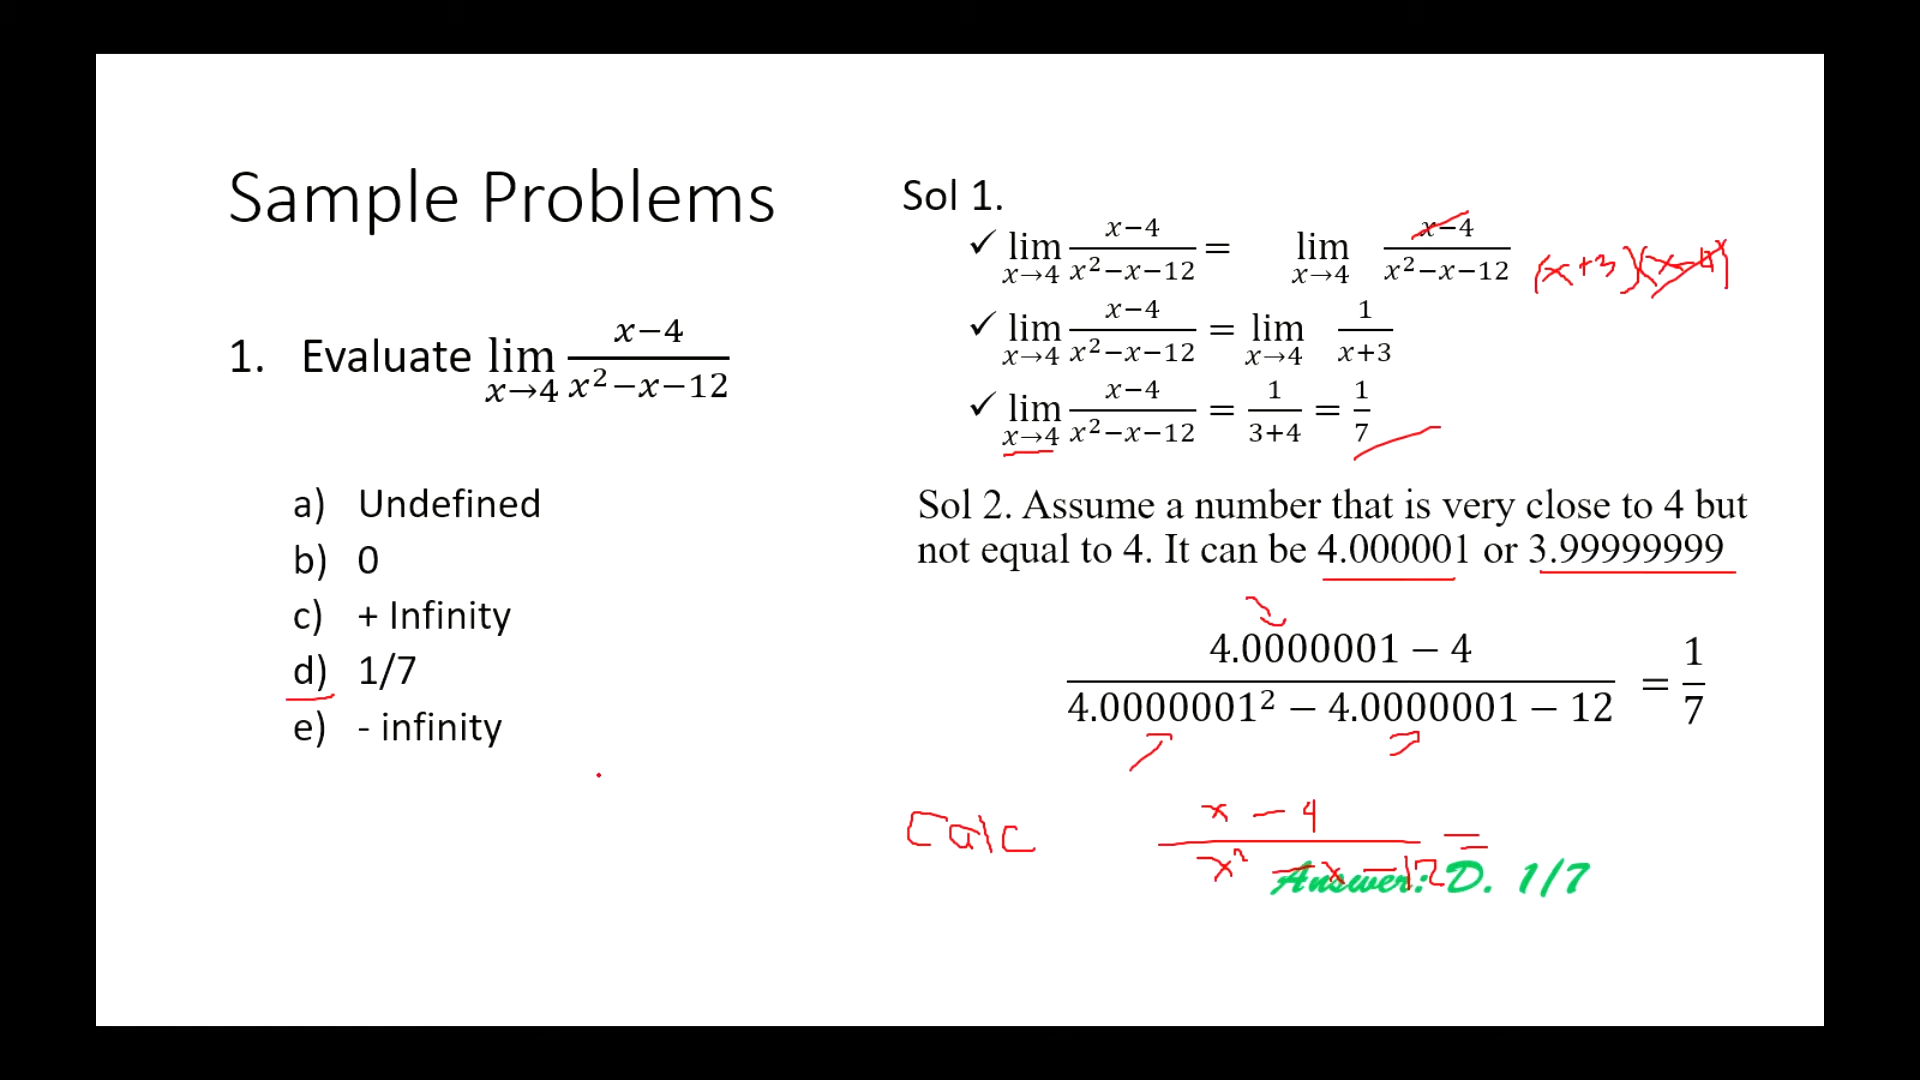 Sample Problems
1. Evaluate lim x→4 x−4 / x²−x−12
a) Undefined
b) 0
c) + Infinity
d) 1/7
e) - infinity
Sol 1.
✓ lim x→4 x−4 / x²−x−12 = lim x→4 x−4 / x²−x−12 (x+3)(x−4)
✓ lim x→4 x−4 / x²−x−12 = lim x→4 1 / x+3
✓ lim x→4 x−4 / x²−x−12 = 1 / 3+4 = 1/7
Sol 2. Assume a number that is very close to 4 but
not equal to 4. It can be 4.000001 or 3.99999999
4.0000001 − 4 / 4.0000001² − 4.0000001 − 12 = 1/7
Calc x − 4 / x² − x − 12 =
Answer: D. 1/7